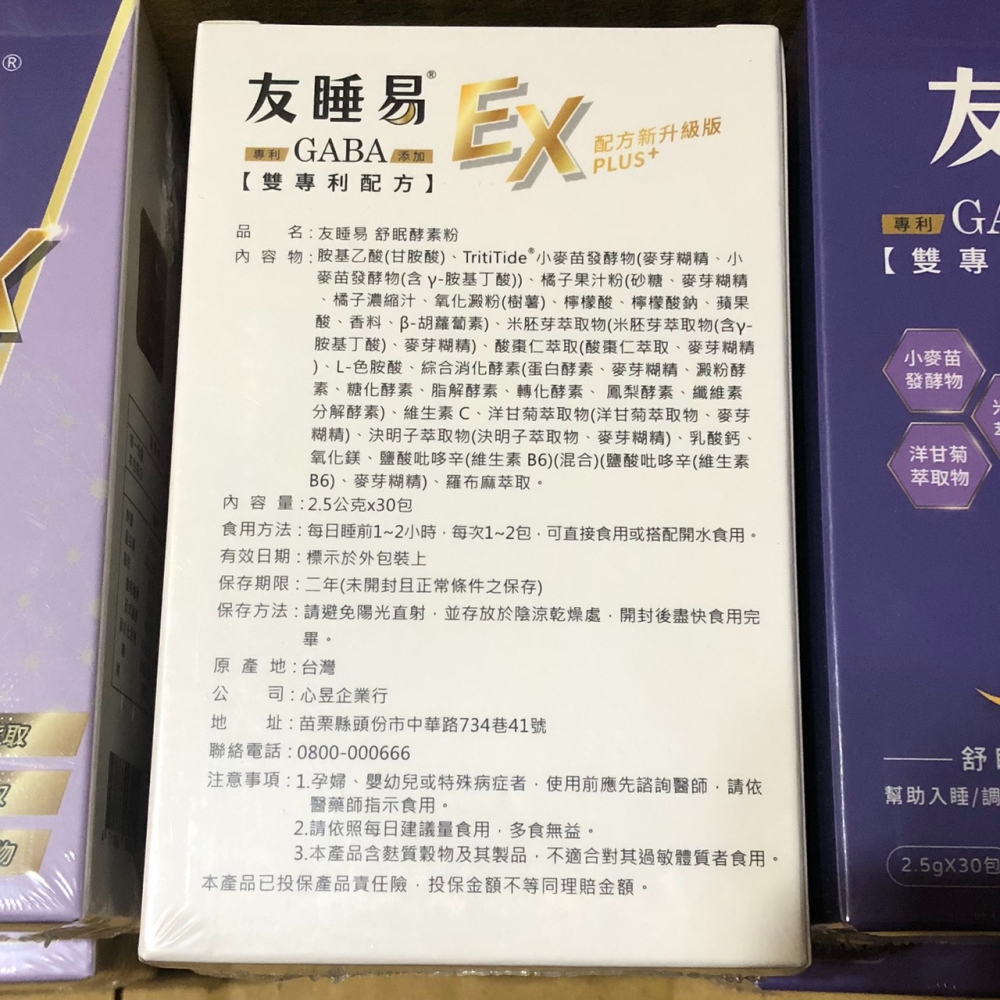 友睡易®
專利 GABA 添加
【雙專利配方】
EX
配方新升級版
PLUS+
品 名：友睡易 舒眠酵素粉
內 容 物：胺基乙酸(甘胺酸)、TritiTide®小麥苗發酵物(麥芽糊精、小
麥苗發酵物(含 γ-胺基丁酸))、橘子果汁粉(砂糖、麥芽糊精
、橘子濃縮汁、氧化澱粉(樹薯)、檸檬酸、檸檬酸鈉、蘋果
酸、香料、β-胡蘿蔔素)、米胚芽萃取物(米胚芽萃取物(含γ-
胺基丁酸)、麥芽糊精)、酸棗仁萃取(酸棗仁萃取、麥芽糊精
)、L-色胺酸、綜合消化酵素(蛋白酵素、麥芽糊精、澱粉酵
素、糖化酵素、脂解酵素、轉化酵素、 鳳梨酵素、纖維素
分解酵素)、維生素 C、洋甘菊萃取物(洋甘菊萃取物、麥芽
糊精)、決明子萃取物(決明子萃取物、麥芽糊精)、乳酸鈣、
氧化鎂、鹽酸吡哆辛(維生素 B6)(混合)(鹽酸吡哆辛(維生素
B6)、麥芽糊精)、羅布麻萃取。
內 容 量：2.5公克x30包
食用方法：每日睡前1~2小時，每次1~2包，可直接食用或搭配開水食用。
有效日期：標示於外包裝上
保存期限：二年(未開封且正常條件之保存)
保存方法：請避免陽光直射，並存放於陰涼乾燥處，開封後盡快食用完
畢。
原 產 地：台灣
公 司：心昱企業行
地 址：苗栗縣頭份市中華路734巷41號
聯絡電話：0800-000666
注意事項：1.孕婦、嬰幼兒或特殊病症者，使用前應先諮詢醫師，請依
醫藥師指示食用。
2.請依照每日建議量食用，多食無益。
3.本產品含麩質穀物及其製品，不適合對其過敏體質者食用。
本產品已投保產品責任險，投保金額不等同理賠金額。
®
取
物
友
專利 GA
【雙專
小麥苗
發酵物
洋甘菊
萃取物
舒
幫助入睡/調
2.5gX30包